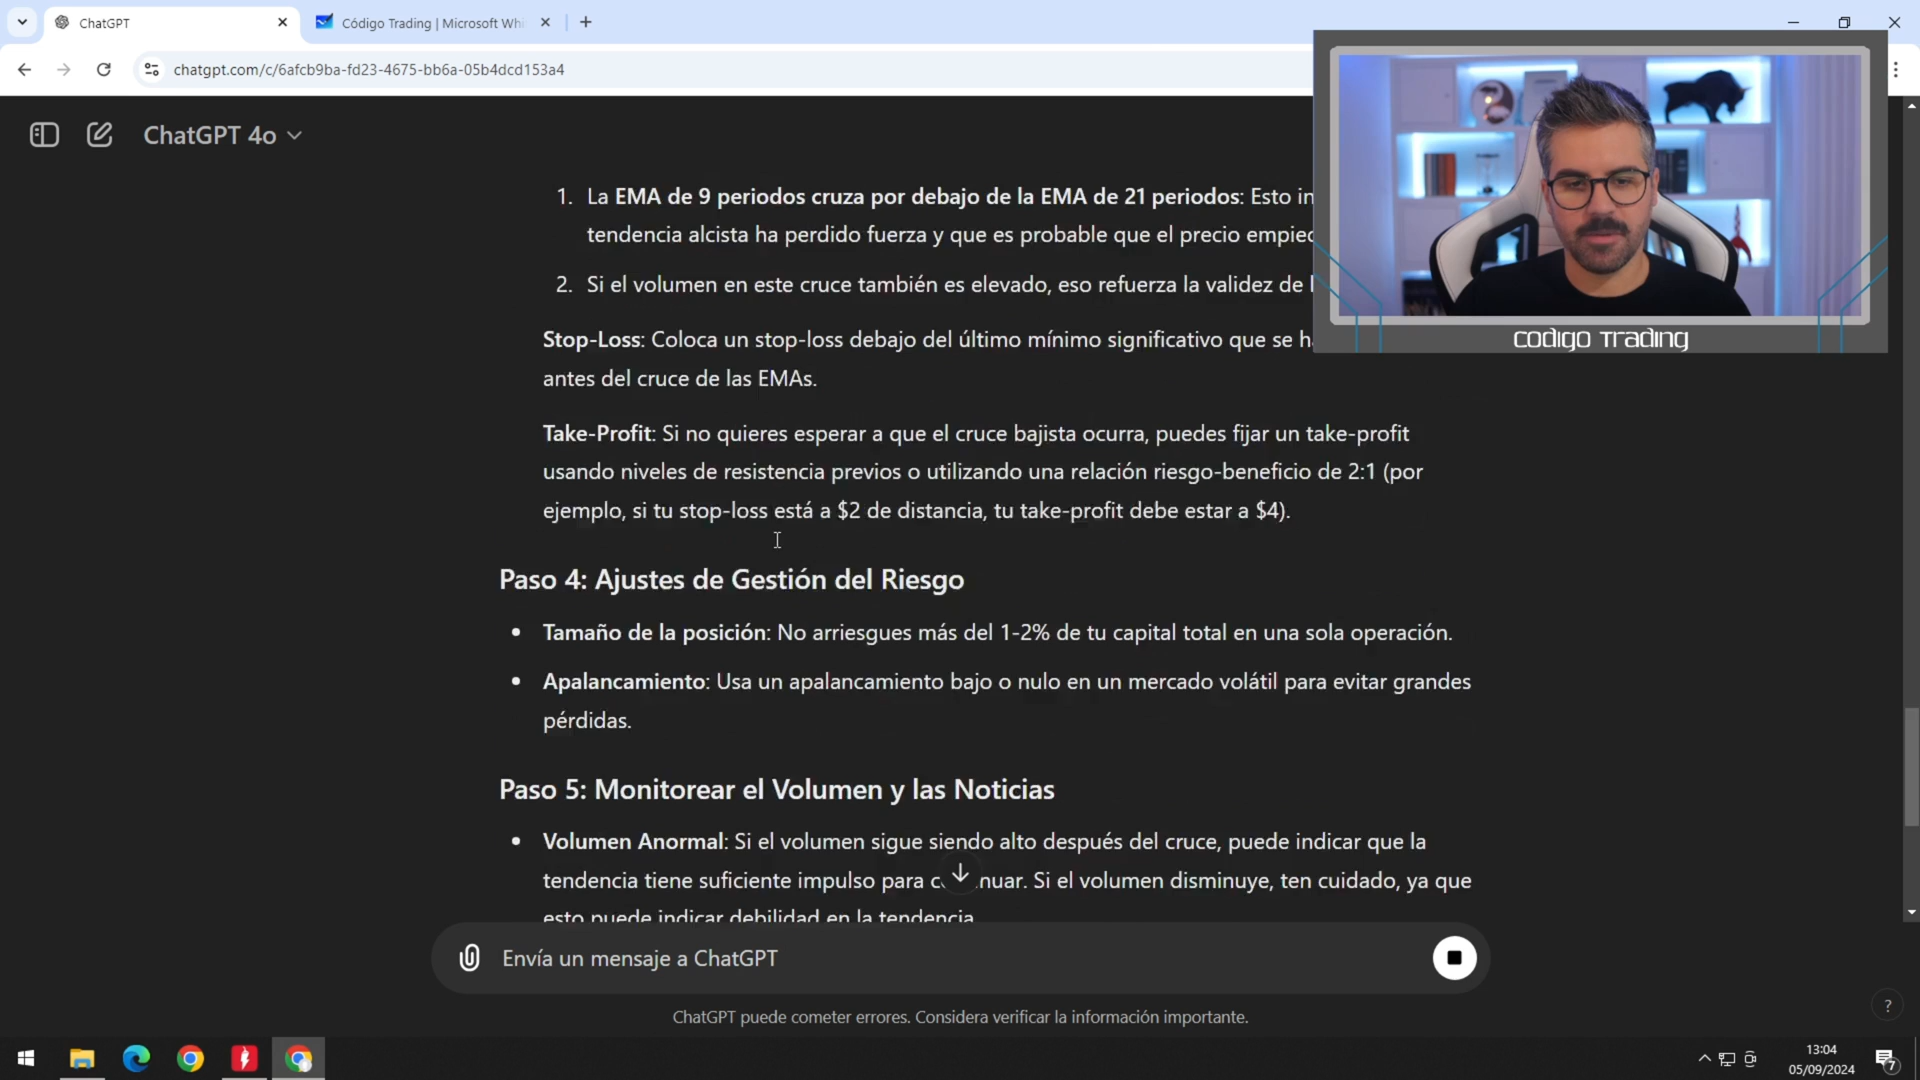 ChatGPT
Código Trading | Microsoft Whi
chatgpt.com/c/6afcb9ba-fd23-4675-bb6a-05b4dcd153a4
ChatGPT 4o
1. La EMA de 9 periodos cruza por debajo de la EMA de 21 periodos: Esto in
tendencia alcista ha perdido fuerza y que es probable que el precio empie
2. Si el volumen en este cruce también es elevado, eso refuerza la validez de
Stop-Loss: Coloca un stop-loss debajo del último mínimo significativo que se
antes del cruce de las EMAs.
Take-Profit: Si no quieres esperar a que el cruce bajista ocurra, puedes fijar un take-profit
usando niveles de resistencia previos o utilizando una relación riesgo-beneficio de 2:1 (por
ejemplo, si tu stop-loss está a $2 de distancia, tu take-profit debe estar a $4).
Paso 4: Ajustes de Gestión del Riesgo
• Tamaño de la posición: No arriesgues más del 1-2% de tu capital total en una sola operación.
• Apalancamiento: Usa un apalancamiento bajo o nulo en un mercado volátil para evitar grandes
pérdidas.
Paso 5: Monitorear el Volumen y las Noticias
• Volumen Anormal: Si el volumen sigue siendo alto después del cruce, puede indicar que la
tendencia tiene suficiente impulso para c nuar. Si el volumen disminuye, ten cuidado, ya que
esto puede indicar debilidad en la tendencia.
Envía un mensaje a ChatGPT
ChatGPT puede cometer errores. Considera verificar la información importante.
?
CODIGO TRADING
13:04
05/09/2024
7